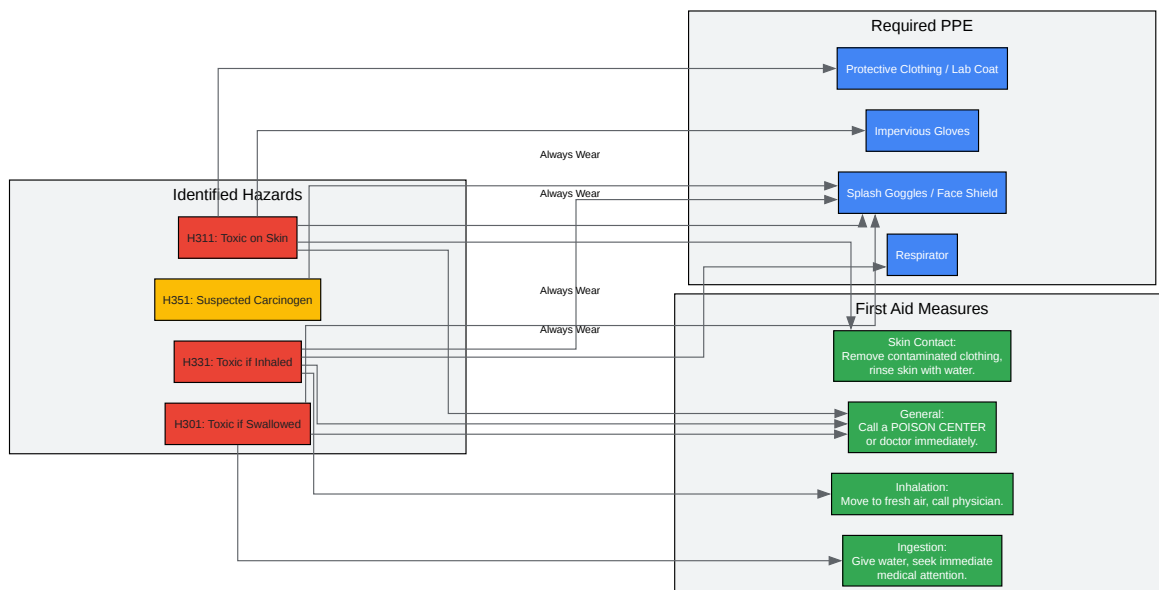 Required PPE
Protective Clothing / Lab Coat
Impervious Gloves
Always Wear
Identified Hazards
Always Wear
Splash Goggles / Face Shield
H311: Toxic on Skin
Respirator
H351: Suspected Carcinogen
Always Wear
First Aid Measures
Always Wear
Skin Contact:
Remove contaminated clothing,
rinse skin with water.
H331: Toxic if Inhaled
H301: Toxic if Swallowed
General:
Call a POISON CENTER
or doctor immediately.
Inhalation:
Move to fresh air, call physician.
Ingestion:
Give water, seek immediate
medical attention.